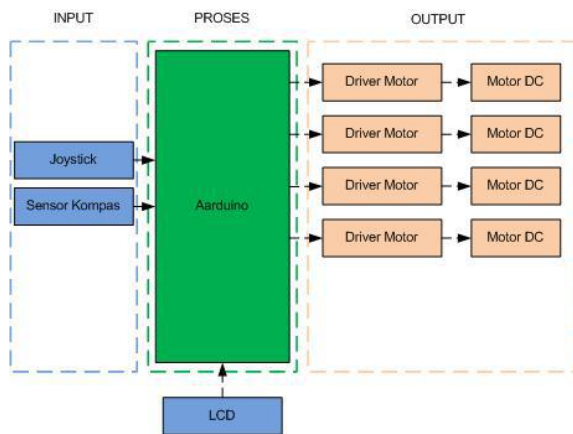 INPUT
PROSES
OUTPUT
Joystick
Sensor Kompas
Aarduino
Driver Motor
Motor DC
Driver Motor
Motor DC
Driver Motor
Motor DC
Driver Motor
Motor DC
LCD